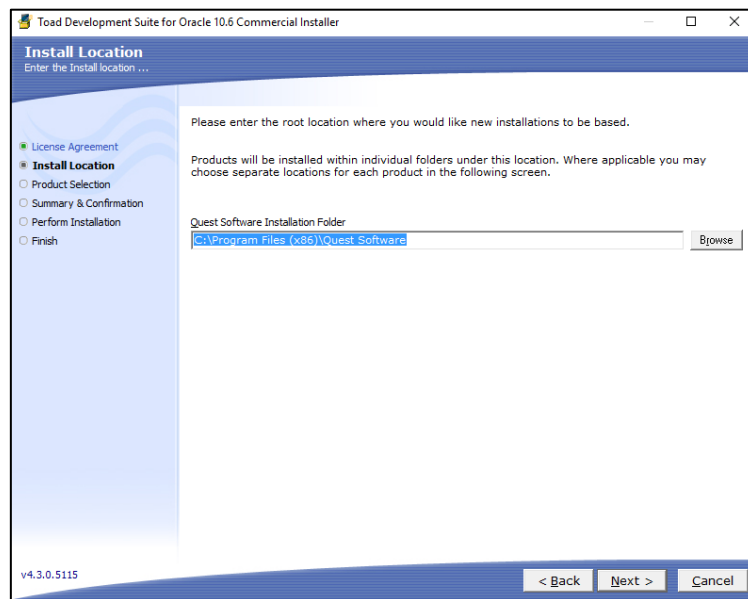 Toad Development Suite for Oracle 10.6 Commercial Installer
Install Location
Enter the Install location ...
License Agreement
Install Location
Product Selection
Summary & Confirmation
Perform Installation
Finish
Please enter the root location where you would like new installations to be based.
Products will be installed within individual folders under this location. Where applicable you may
choose separate locations for each product in the following screen.
Quest Software Installation Folder
C:\Program Files (x86)\Quest Software
Browse
v4.3.0.5115
< Back
Next >
Cancel